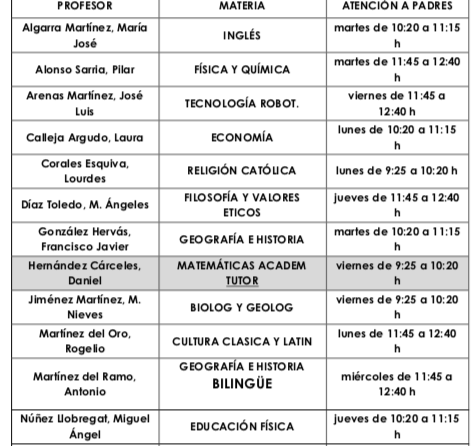 PROFESOR MATERIA ATENCIÓN A PADRES
Algarra Martínez, María José INGLÉS martes de 10:20 a 11:15 h
Alonso Sarria, Pilar FÍSICA Y QUÍMICA martes de 11:45 a 12:40 h
Arenas Martínez, José Luis TECNOLOGÍA ROBOT. viernes de 11:45 a 12:40 h
Calleja Argudo, Laura ECONOMÍA lunes de 10:20 a 11:15 h
Corales Esquiva, Lourdes RELIGIÓN CATÓLICA lunes de 9:25 a 10:20 h
Díaz Toledo, M. Ángeles FILOSOFÍA Y VALORES ETICOS jueves de 11:45 a 12:40 h
González Hervás, Francisco Javier GEOGRAFÍA E HISTORIA martes de 10:20 a 11:15 h
Hernández Cárceles, Daniel MATEMÁTICAS ACADEM TUTOR viernes de 9:25 a 10:20 h
Jiménez Martínez, M. Nieves BIOLOG Y GEOLOG viernes de 9:25 a 10:20 h
Martínez del Oro, Rogelio CULTURA CLASICA Y LATIN lunes de 11:45 a 12:40 h
Martínez del Ramo, Antonio GEOGRAFÍA E HISTORIA BILINGÜE miércoles de 11:45 a 12:40 h
Núñez Llobregat, Miguel Ángel EDUCACIÓN FÍSICA jueves de 10:20 a 11:15 h